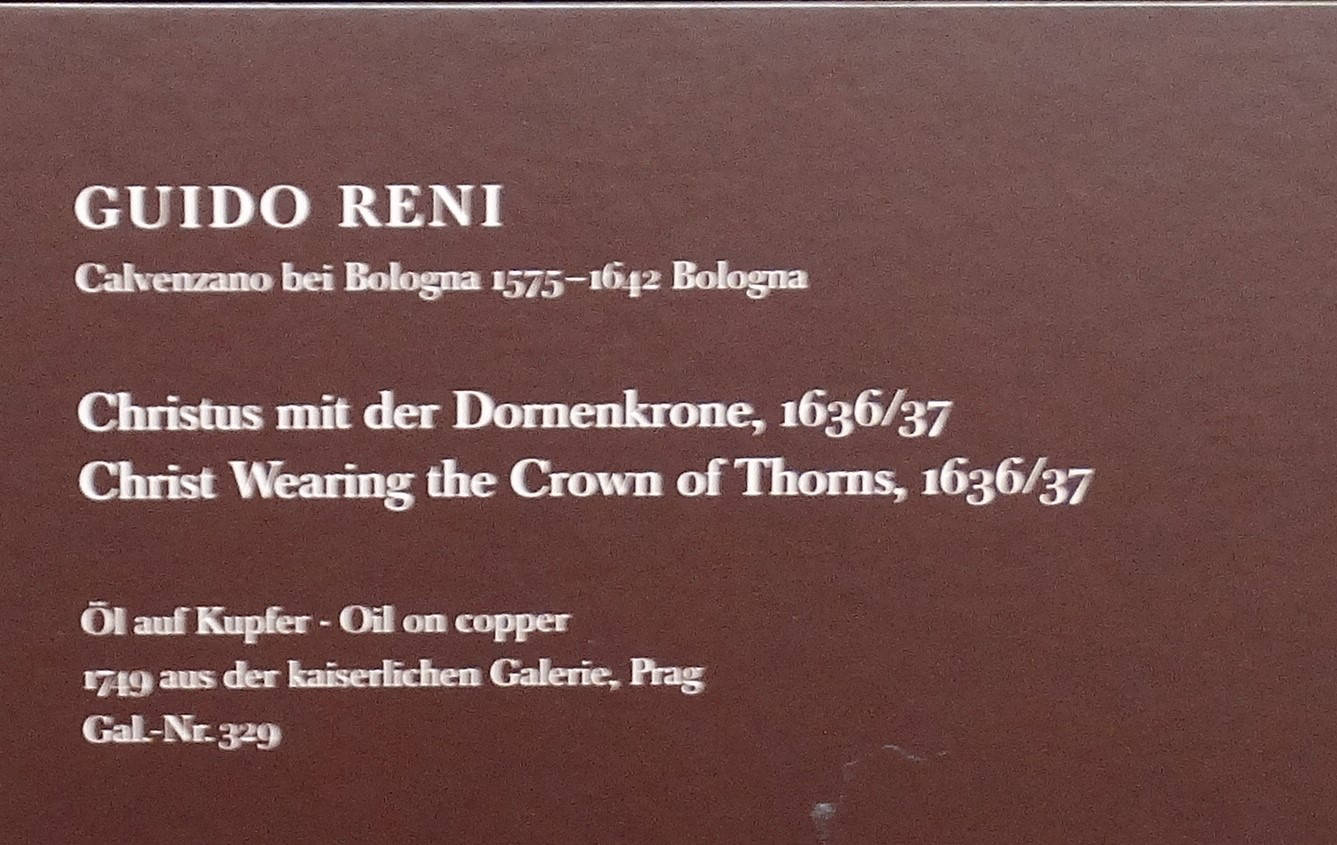 GUIDO RENI
Calvenzano bei Bologna 1575–1642 Bologna
Christus mit der Dornenkrone, 1636/37
Christ Wearing the Crown of Thorns, 1636/37
Öl auf Kupfer - Oil on copper
1749 aus der kaiserlichen Galerie, Prag
Gal.-Nr. 329